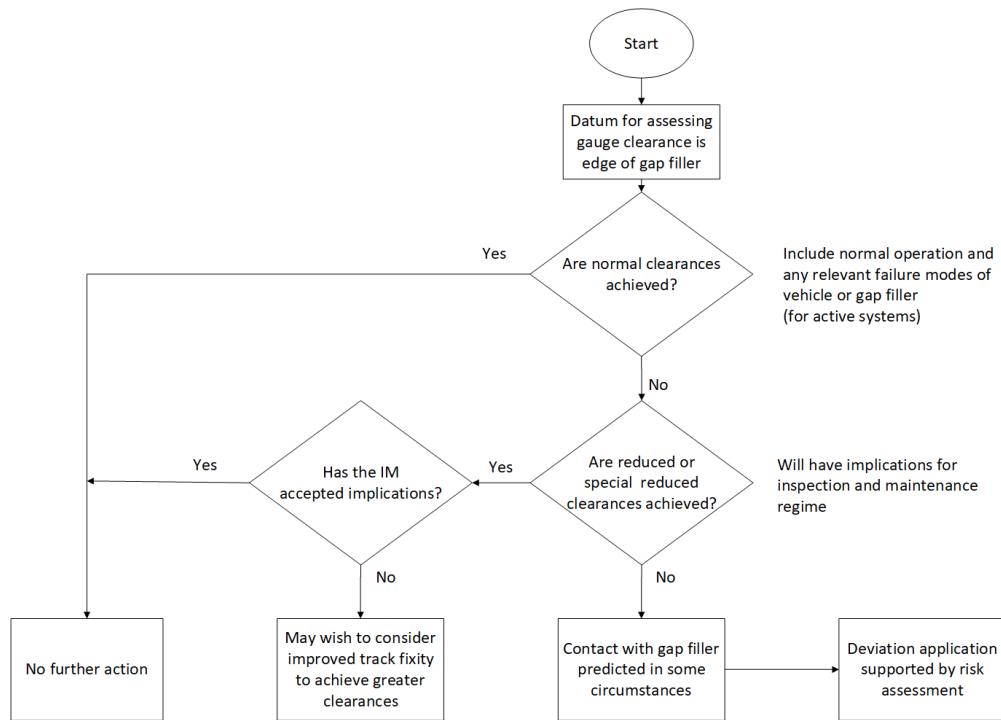 Start
Datum for assessing
gauge clearance is
edge of gap filler
Yes
Are normal clearances
achieved?
Include normal operation and
any relevant failure modes of
vehicle or gap filler
(for active systems)
No
Yes
Has the IM
accepted implications?
Yes
Are reduced or
special reduced
clearances achieved?
Will have implications for
inspection and maintenance
regime
No
No
No further action
May wish to consider
improved track fixity
to achieve greater
clearances
Contact with gap filler
predicted in some
circumstances
Deviation application
supported by risk
assessment